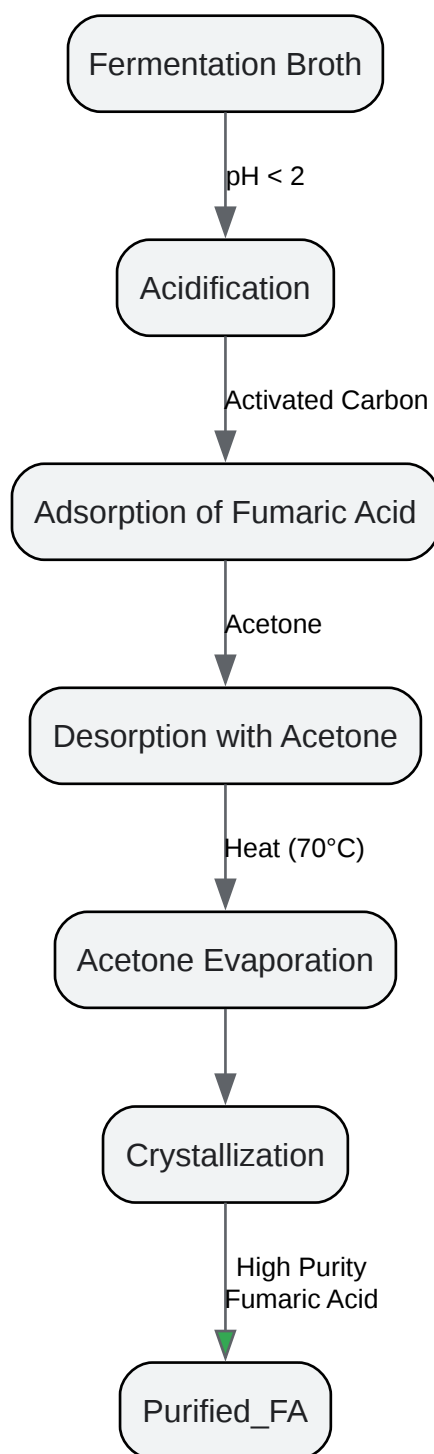 Fermentation Broth
pH < 2
Acidification
Activated Carbon
Adsorption of Fumaric Acid
Acetone
Desorption with Acetone
Heat (70°C)
Acetone Evaporation
Crystallization
High Purity
Fumaric Acid
Purified_FA